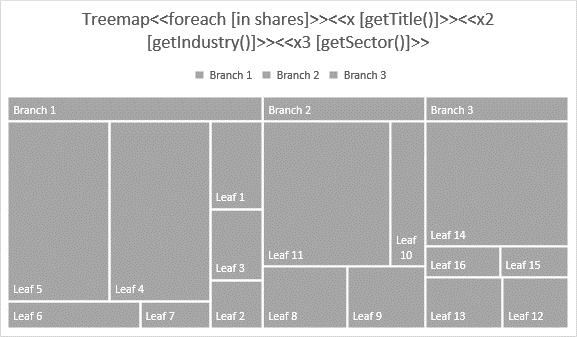 Treemap<<foreach [in shares]>><<x [getTitle()]>><<x2
[getIndustry()]>><<x3 [getSector()]>>
Branch 1 Branch 2 Branch 3
Branch 1 Branch 2 Branch 3
Leaf 1
Leaf 14
Leaf 11
Leaf
10
Leaf 3
Leaf 16 Leaf 15
Leaf 5 Leaf 4
Leaf 6 Leaf 7 Leaf 2 Leaf 8 Leaf 9 Leaf 13 Leaf 12